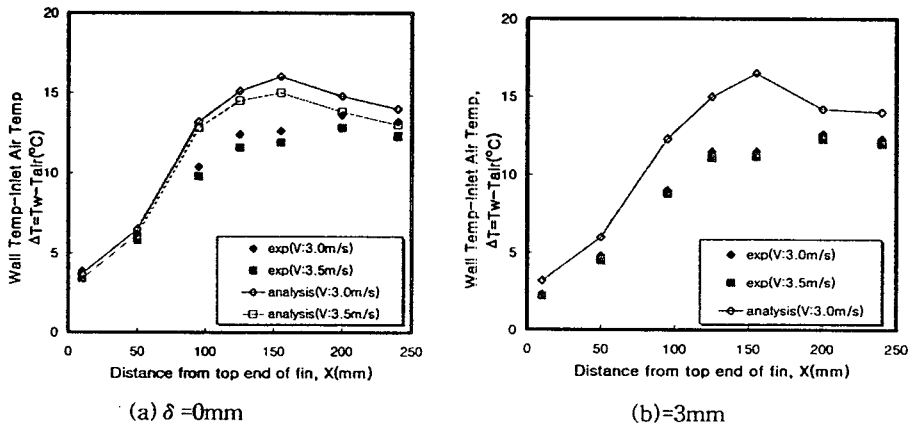 20
15
10
5
0
Wall Temp-Inlet Air Temp
ΔT=Tw-Tair(°C)
exp(V:3.0m/s)
exp(V:3.5m/s)
analysis(V:3.0m/s)
analysis(V:3.5m/s)
0 50 100 150 200 250
Distance from top end of fin, X(mm)
(a) δ =0mm
20
15
10
5
0
Wall Temp-Inlet Air Temp,
ΔT=Tw-Tair(°C)
exp(V:3.0m/s)
exp(V:3.5m/s)
analysis(V:3.0m/s)
0 50 100 150 200 250
Distance from top end of fin, X(mm)
(b)=3mm